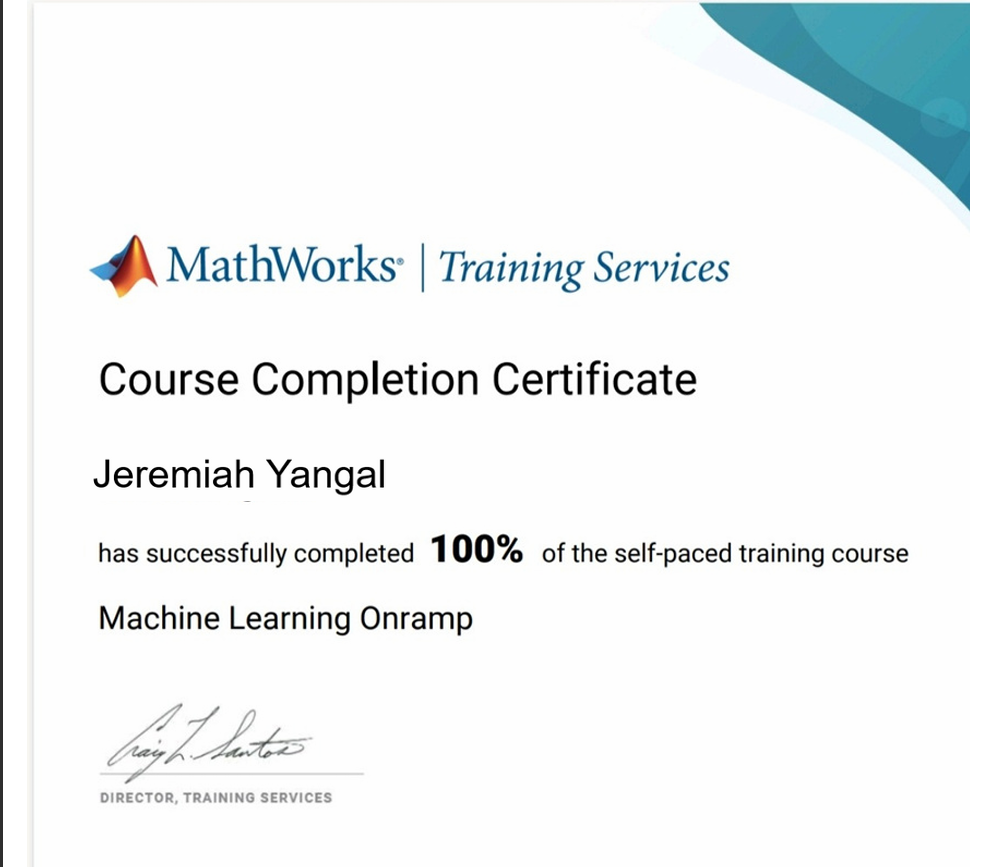 MathWorks® | Training Services
Course Completion Certificate
Jeremiah Yangal
has successfully completed 100% of the self-paced training course
Machine Learning Onramp
Craig L. Santos
DIRECTOR, TRAINING SERVICES